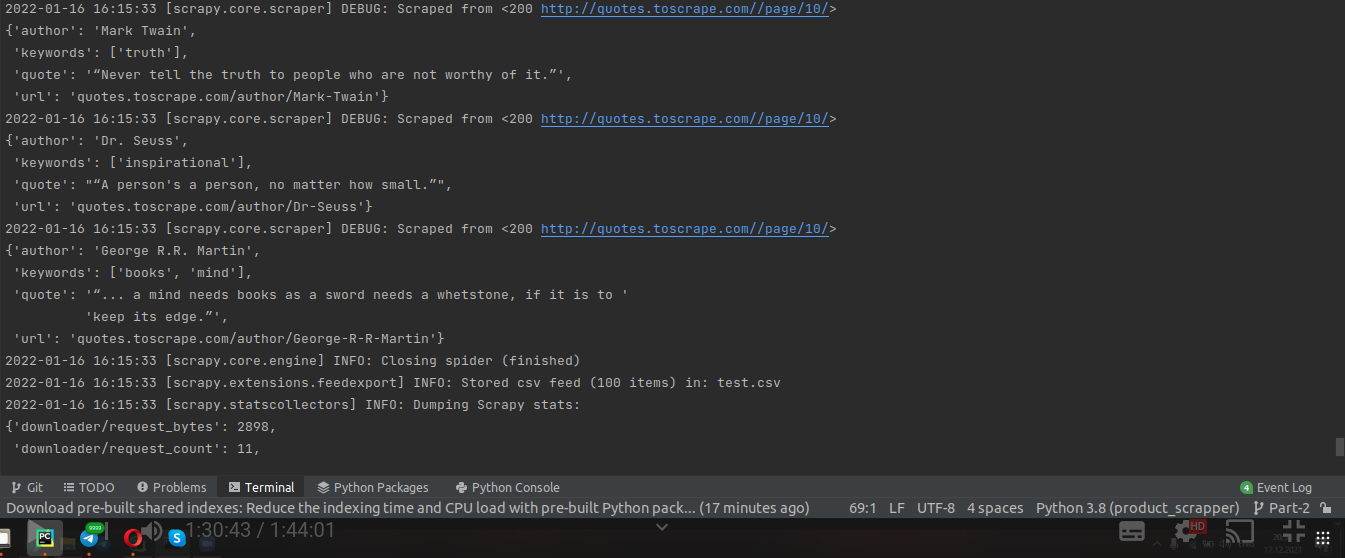 2022-01-16 16:15:33 [scrapy.core.scraper] DEBUG: Scraped from <200 http://quotes.toscrape.com//page/10/>
{'author': 'Mark Twain',
 'keywords': ['truth'],
 'quote': '“Never tell the truth to people who are not worthy of it.”',
 'url': 'quotes.toscrape.com/author/Mark-Twain'}
2022-01-16 16:15:33 [scrapy.core.scraper] DEBUG: Scraped from <200 http://quotes.toscrape.com//page/10/>
{'author': 'Dr. Seuss',
 'keywords': ['inspirational'],
 'quote': "“A person's a person, no matter how small.”",
 'url': 'quotes.toscrape.com/author/Dr-Seuss'}
2022-01-16 16:15:33 [scrapy.core.scraper] DEBUG: Scraped from <200 http://quotes.toscrape.com//page/10/>
{'author': 'George R.R. Martin',
 'keywords': ['books', 'mind'],
 'quote': '“... a mind needs books as a sword needs a whetstone, if it is to '
          'keep its edge.”',
 'url': 'quotes.toscrape.com/author/George-R-R-Martin'}
2022-01-16 16:15:33 [scrapy.core.engine] INFO: Closing spider (finished)
2022-01-16 16:15:33 [scrapy.extensions.feedexport] INFO: Stored csv feed (100 items) in: test.csv
2022-01-16 16:15:33 [scrapy.statscollectors] INFO: Dumping Scrapy stats:
{'downloader/request_bytes': 2898,
 'downloader/request_count': 11,
Git TODO Problems Terminal Python Packages Python Console 4 Event Log
Download pre-built shared indexes: Reduce the indexing time and CPU load with pre-built Python pack... (17 minutes ago) 69:1 LF UTF-8 4 spaces Python 3.8 (product_scrapper) Part-2
PC 9999 S 1:30:43 / 1:44:01 HD
17.12.2021